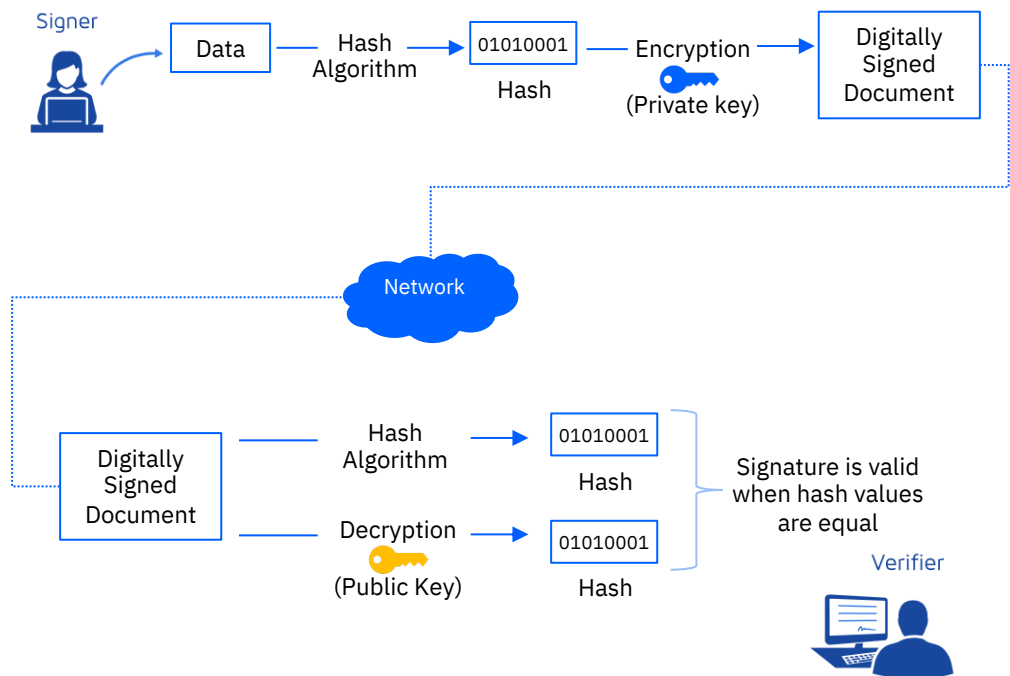 Signer
Data
Hash
Algorithm
01010001
Hash
Encryption
(Private key)
Digitally
Signed
Document
Network
Digitally
Signed
Document
Hash
Algorithm
01010001
Hash
Decryption
(Public Key)
01010001
Hash
Signature is valid
when hash values
are equal
Verifier